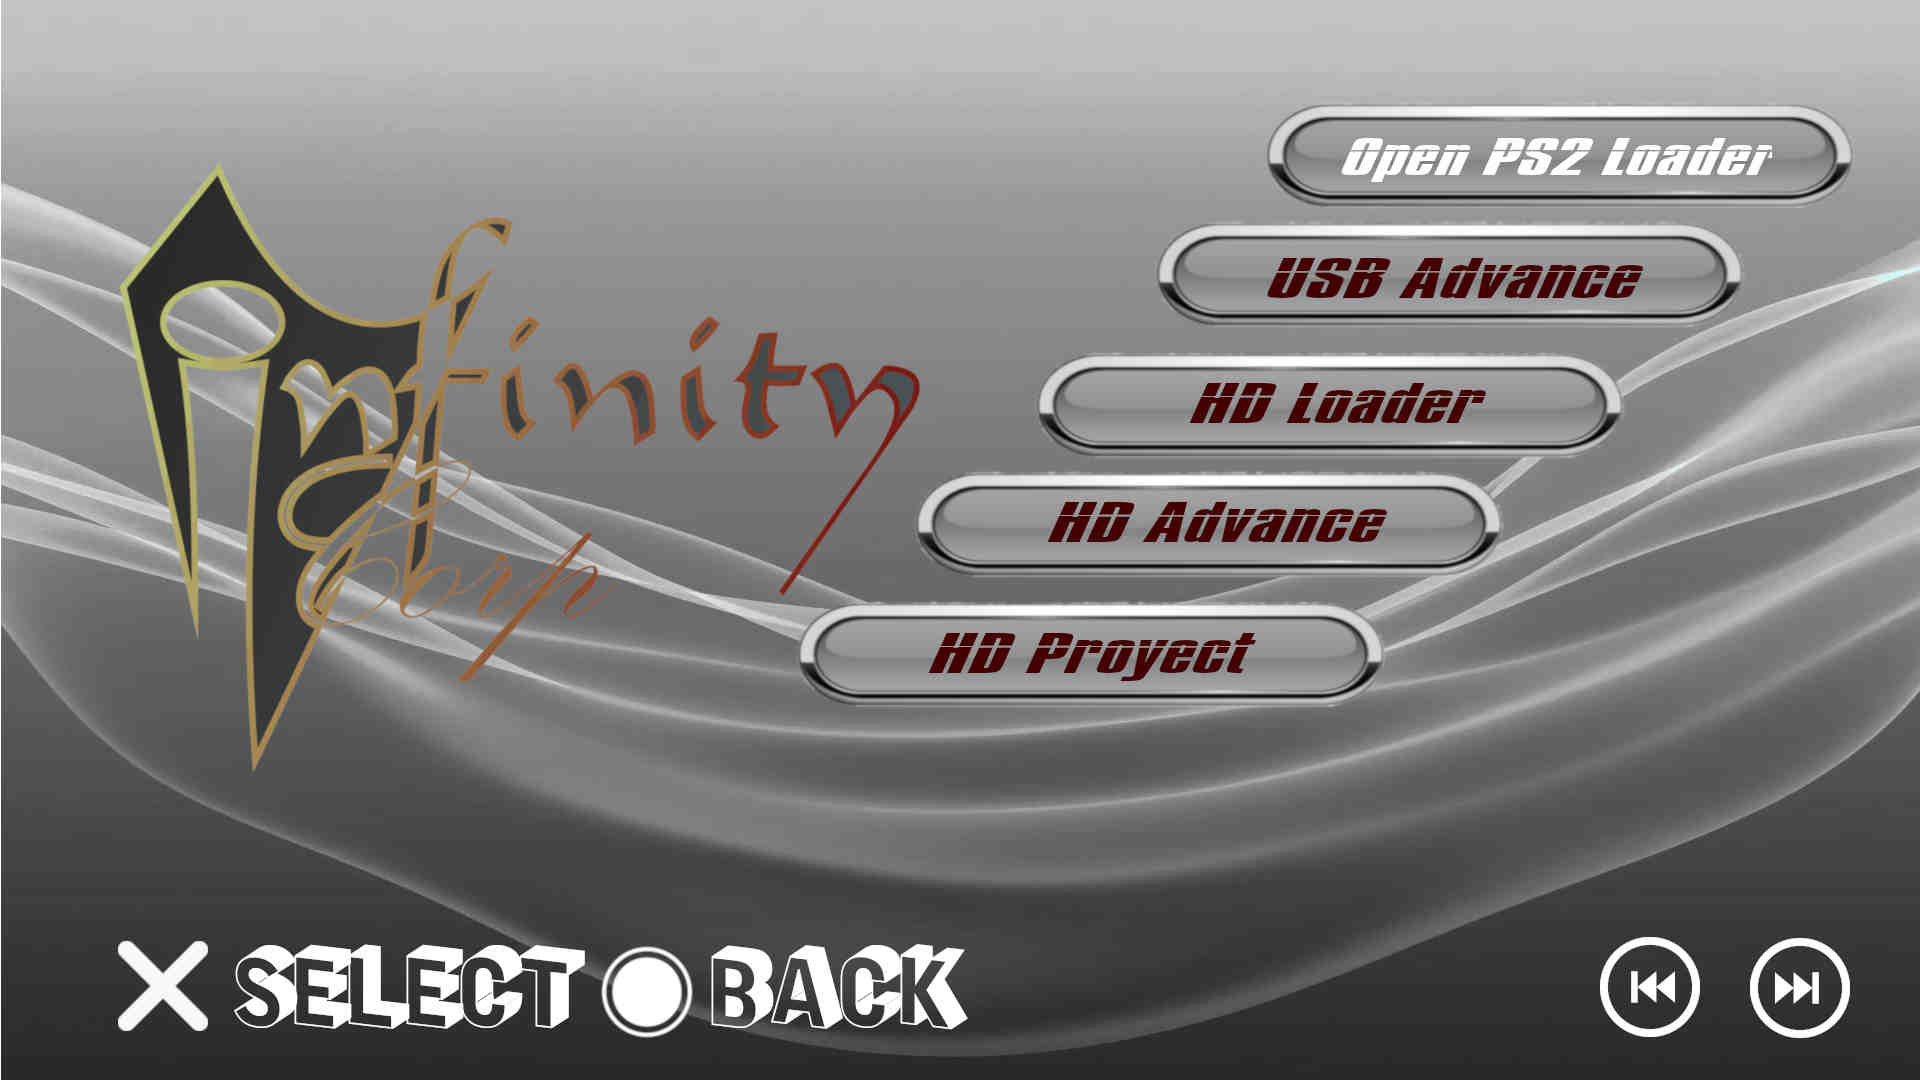 Infinity
Corp
Open PS2 Loader
USB Advance
HD Loader
HD Advance
HD Proyect
SELECT BACK